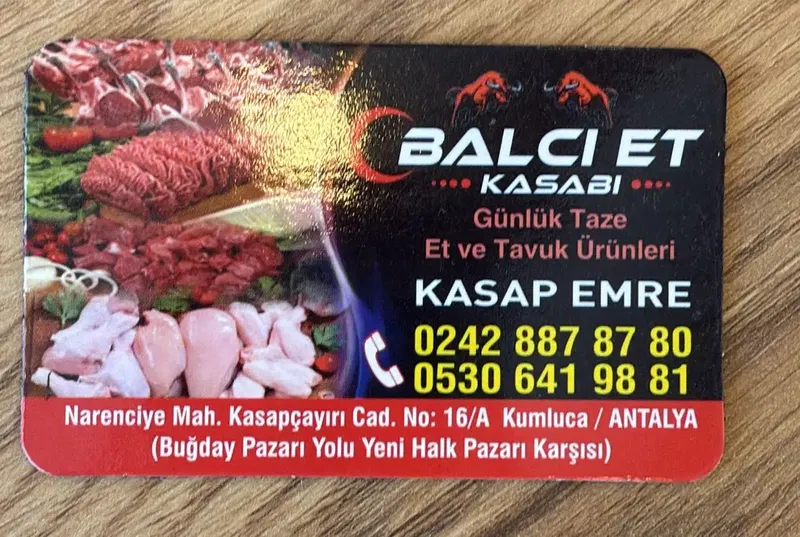 BALCI ET
KASABI
Günlük Taze
Et ve Tavuk Ürünleri
KASAP EMRE
0242 887 87 80
0530 641 98 81
Narenciye Mah. Kasapçayırı Cad. No: 16/A Kumluca / ANTALYA
(Buğday Pazarı Yolu Yeni Halk Pazarı Karşısı)